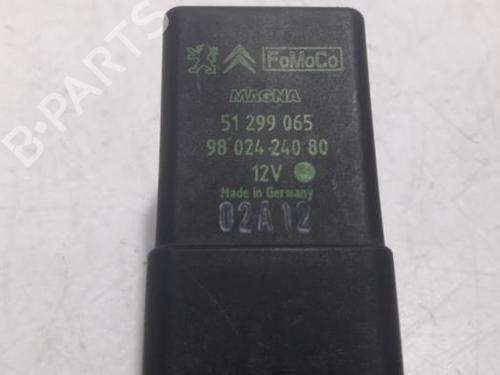 FoMoCo
MAGNA
51 299 065
98 024 240 80
12V
Made in Germany
02A12
B-PARTS